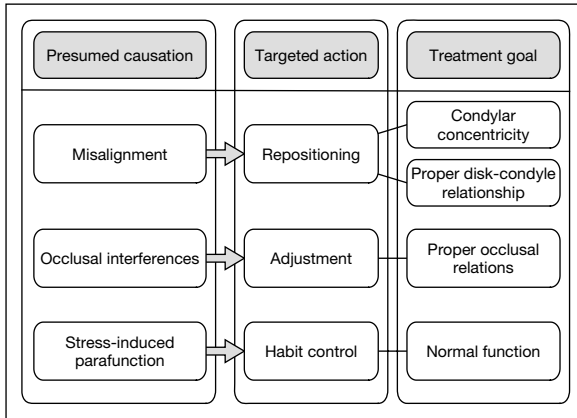 Presumed causation
Targeted action
Treatment goal
Misalignment
Repositioning
Condylar
concentricity
Proper disk-condyle
relationship
Occlusal interferences
Adjustment
Proper occlusal
relations
Stress-induced
parafunction
Habit control
Normal function